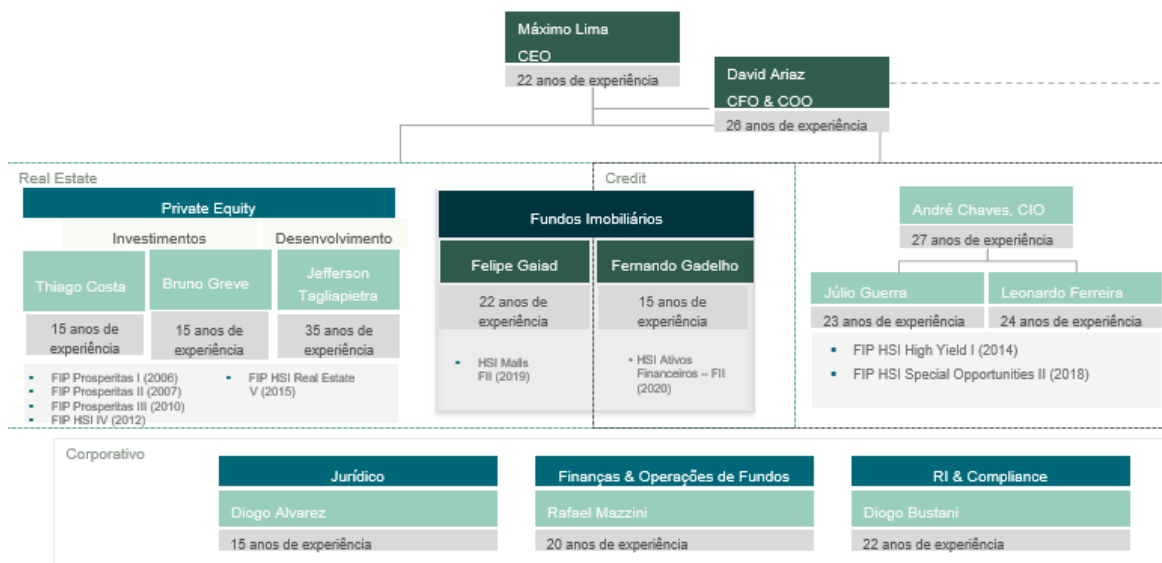 Máximo Lima
CEO
22 anos de experiência
David Ariaz
CFO & COO
26 anos de experiência
Real Estate
Private Equity
Investimentos
Desenvolvimento
Thiago Costa
Bruno Greve
Jefferson
Tagliapietra
15 anos de
experiência
15 anos de
experiência
35 anos de
experiência
▪ FIP Prosperitas I (2006)
▪ FIP Prosperitas II (2007)
▪ FIP Prosperitas III (2010)
▪ FIP HSI IV (2012)
▪ FIP HSI Real Estate
V (2015)
Credit
Fundos Imobiliários
Felipe Gaiad
Fernando Gadelho
22 anos de
experiência
15 anos de
experiência
▪ HSI Malls
FII (2019)
• HSI Ativos
Financeiros – FII
(2020)
André Chaves, CIO
27 anos de experiência
Júlio Guerra
Leonardo Ferreira
23 anos de experiência
24 anos de experiência
▪ FIP HSI High Yield I (2014)
▪ FIP HSI Special Opportunities II (2018)
Corporativo
Jurídico
Diogo Alvarez
15 anos de experiência
Finanças & Operações de Fundos
Rafael Mazzini
20 anos de experiência
RI & Compliance
Diogo Bustani
22 anos de experiência